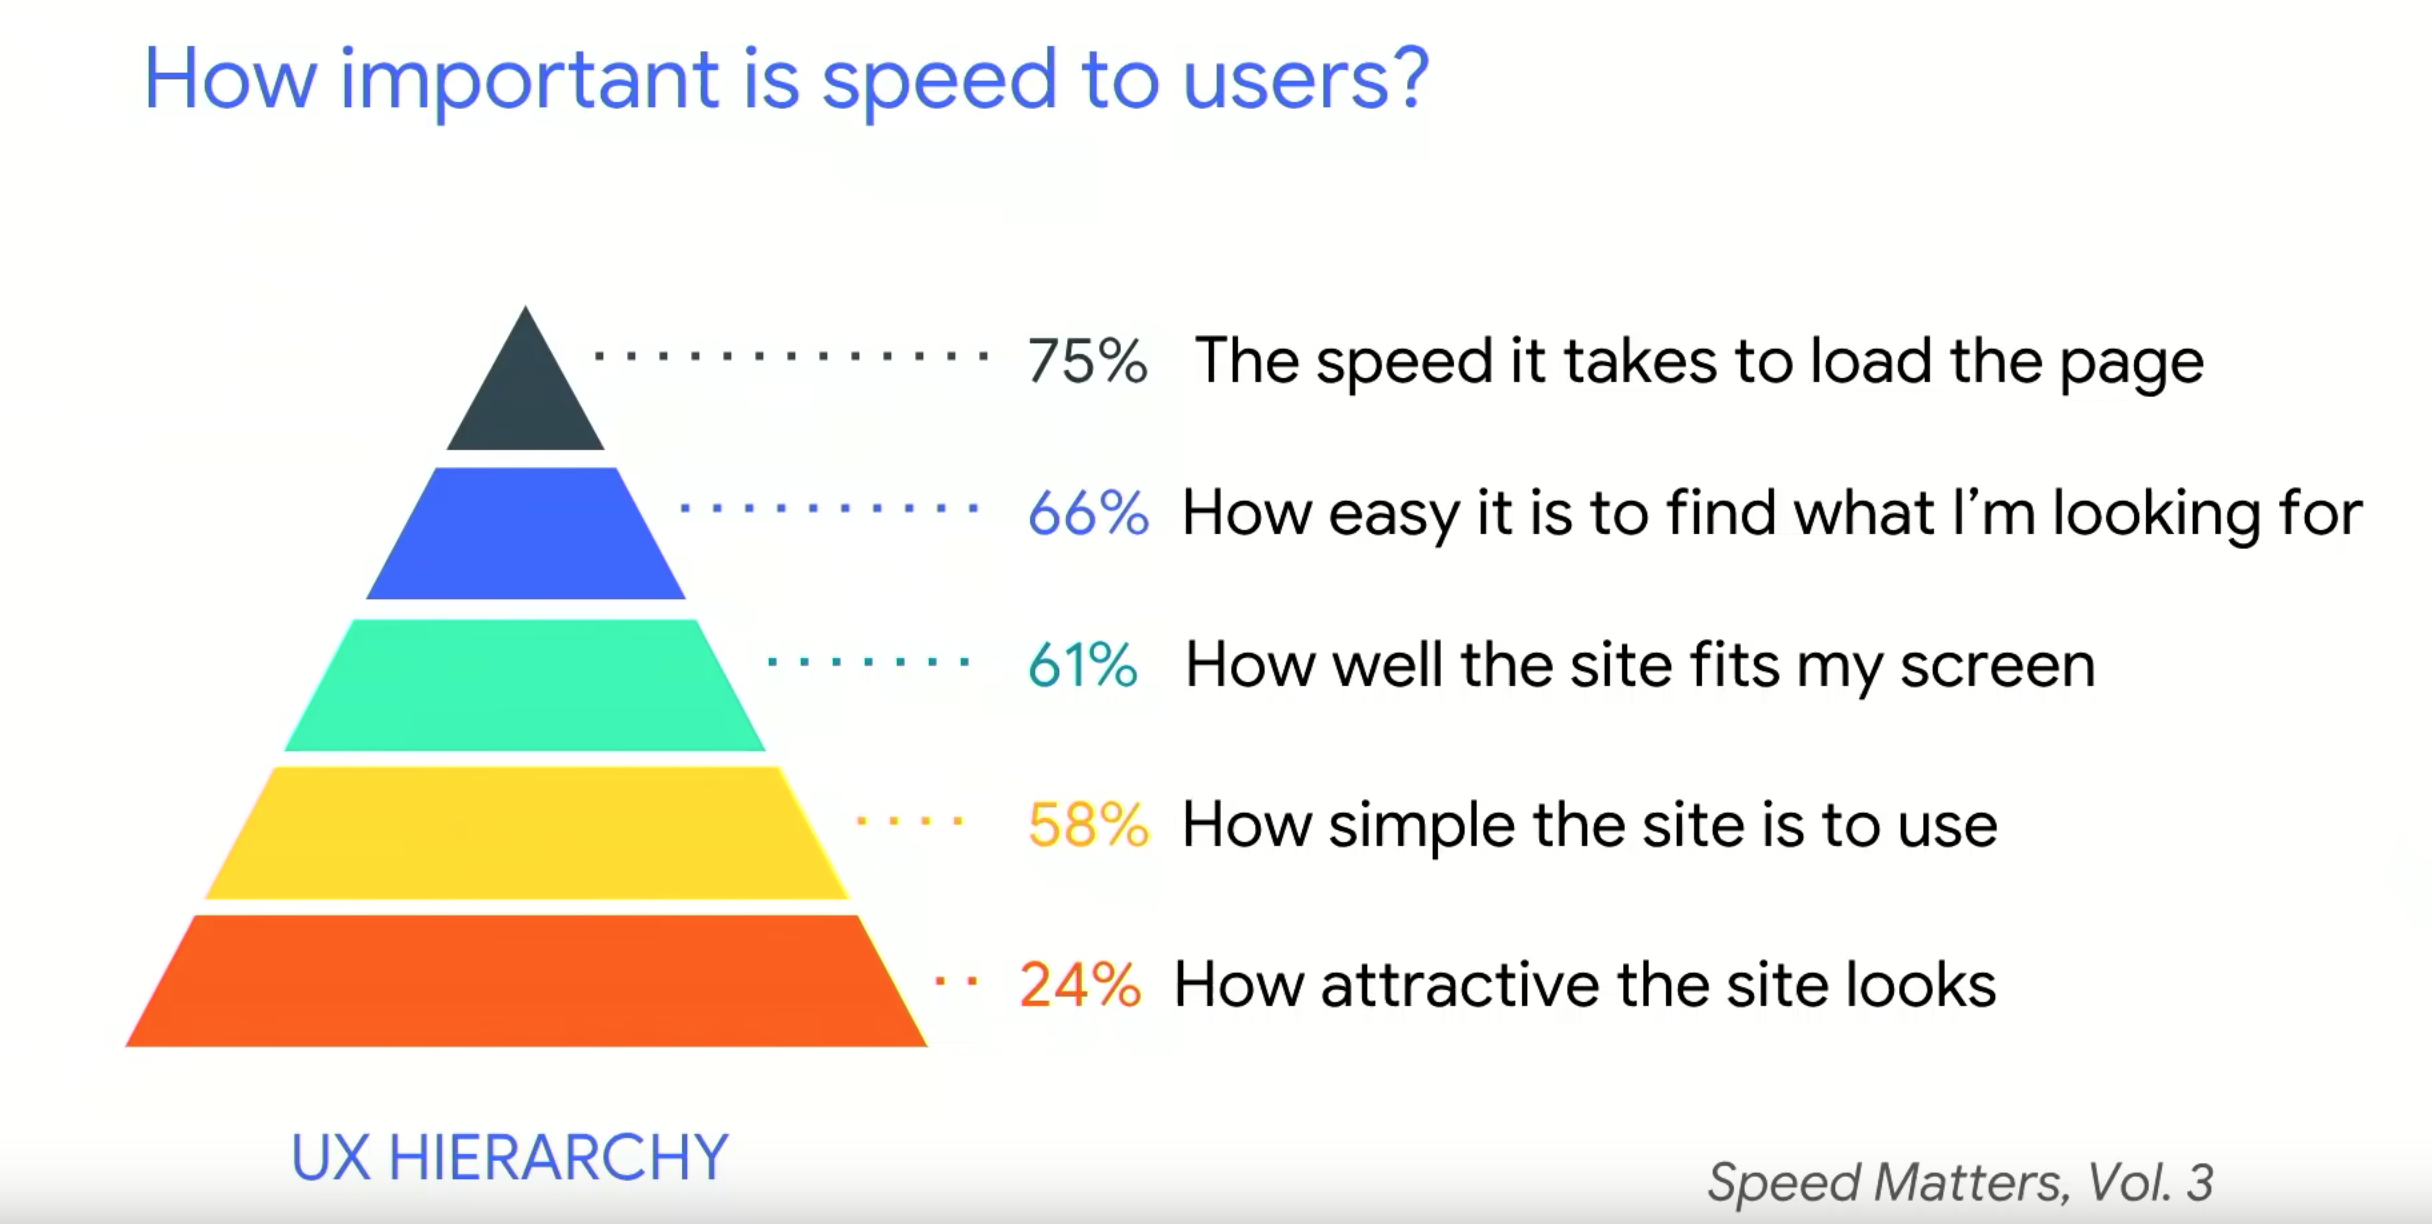 How important is speed to users?
75% The speed it takes to load the page
66% How easy it is to find what I’m looking for
61% How well the site fits my screen
58% How simple the site is to use
24% How attractive the site looks
UX HIERARCHY
Speed Matters, Vol. 3